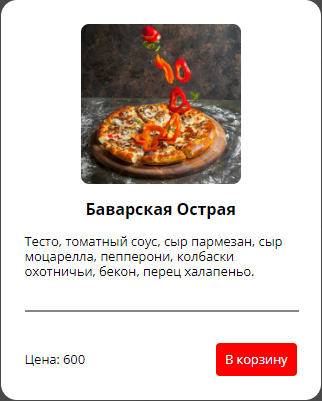 Баварская Острая
Тесто, томатный соус, сыр пармезан, сыр
моцарелла, пепперони, колбаски
охотничьи, бекон, перец халапеньо.
Цена: 600
В корзину